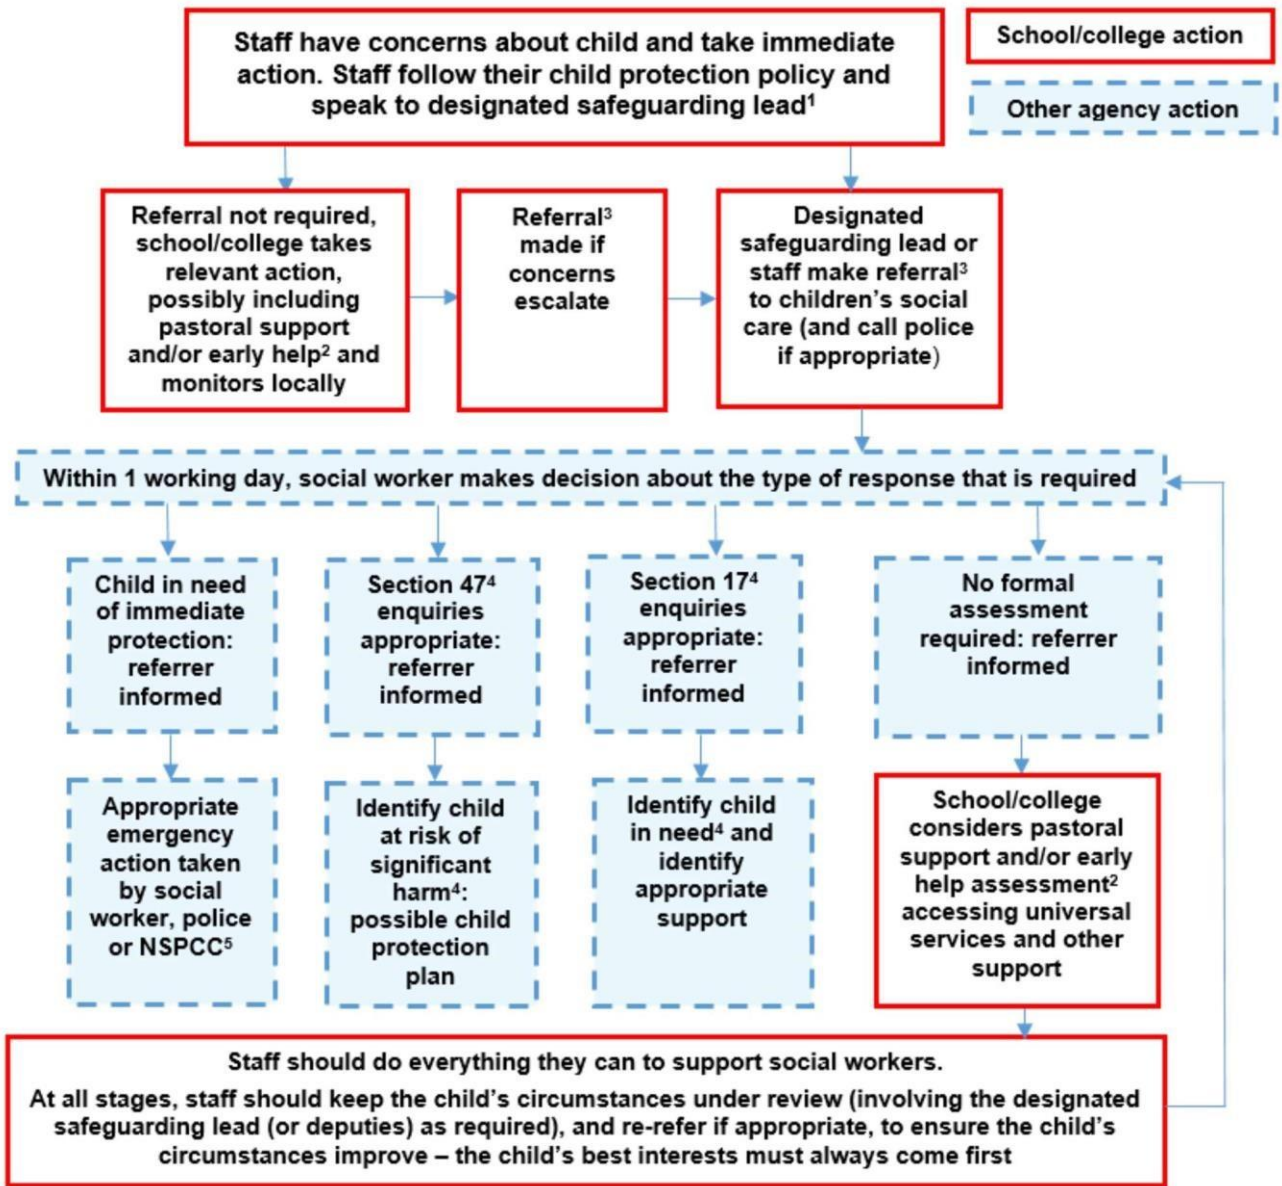 Staff have concerns about child and take immediate
action. Staff follow their child protection policy and
speak to designated safeguarding lead¹
School/college action
Other agency action
Referral not required,
school/college takes
relevant action,
possibly including
pastoral support
and/or early help² and
monitors locally
Referral³
made if
concerns
escalate
Designated
safeguarding lead or
staff make referral³
to children’s social
care (and call police
if appropriate)
Within 1 working day, social worker makes decision about the type of response that is required
Child in need
of immediate
protection:
referrer
informed
Section 47⁴
enquiries
appropriate:
referrer
informed
Section 17⁴
enquiries
appropriate:
referrer
informed
No formal
assessment
required: referrer
informed
Appropriate
emergency
action taken
by social
worker, police
or NSPCC⁵
Identify child
at risk of
significant
harm⁴:
possible child
protection
plan
Identify child
in need⁴ and
identify
appropriate
support
School/college
considers pastoral
support and/or early
help assessment²
accessing universal
services and other
support
Staff should do everything they can to support social workers.
At all stages, staff should keep the child’s circumstances under review (involving the designated
safeguarding lead (or deputies) as required), and re-refer if appropriate, to ensure the child’s
circumstances improve – the child’s best interests must always come first